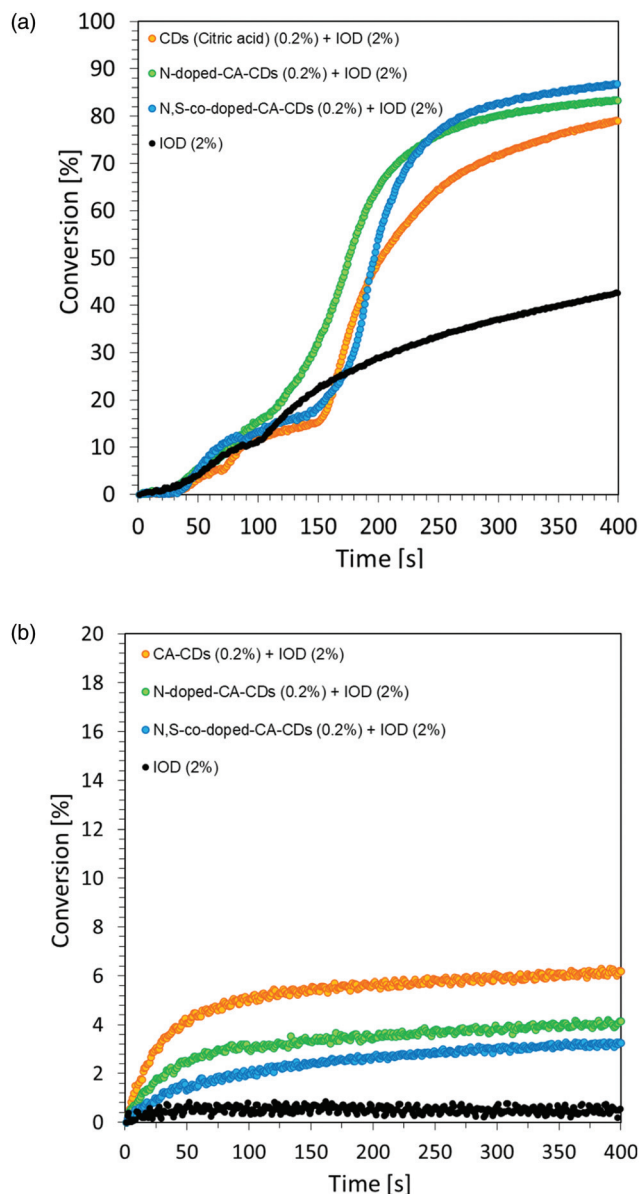 (a)
100
90
80
70
60
50
40
30
20
10
0
Conversion [%]
CDs (Citric acid) (0.2%) + IOD (2%)
N-doped-CA-CDs (0.2%) + IOD (2%)
N,S-co-doped-CA-CDs (0.2%) + IOD (2%)
IOD (2%)
0 50 100 150 200 250 300 350 400
Time [s]
(b)
20
18
16
14
12
10
8
6
4
2
0
Conversion [%]
CA-CDs (0.2%) + IOD (2%)
N-doped-CA-CDs (0.2%) + IOD (2%)
N,S-co-doped-CA-CDs (0.2%) + IOD (2%)
IOD (2%)
0 50 100 150 200 250 300 350 400
Time [s]